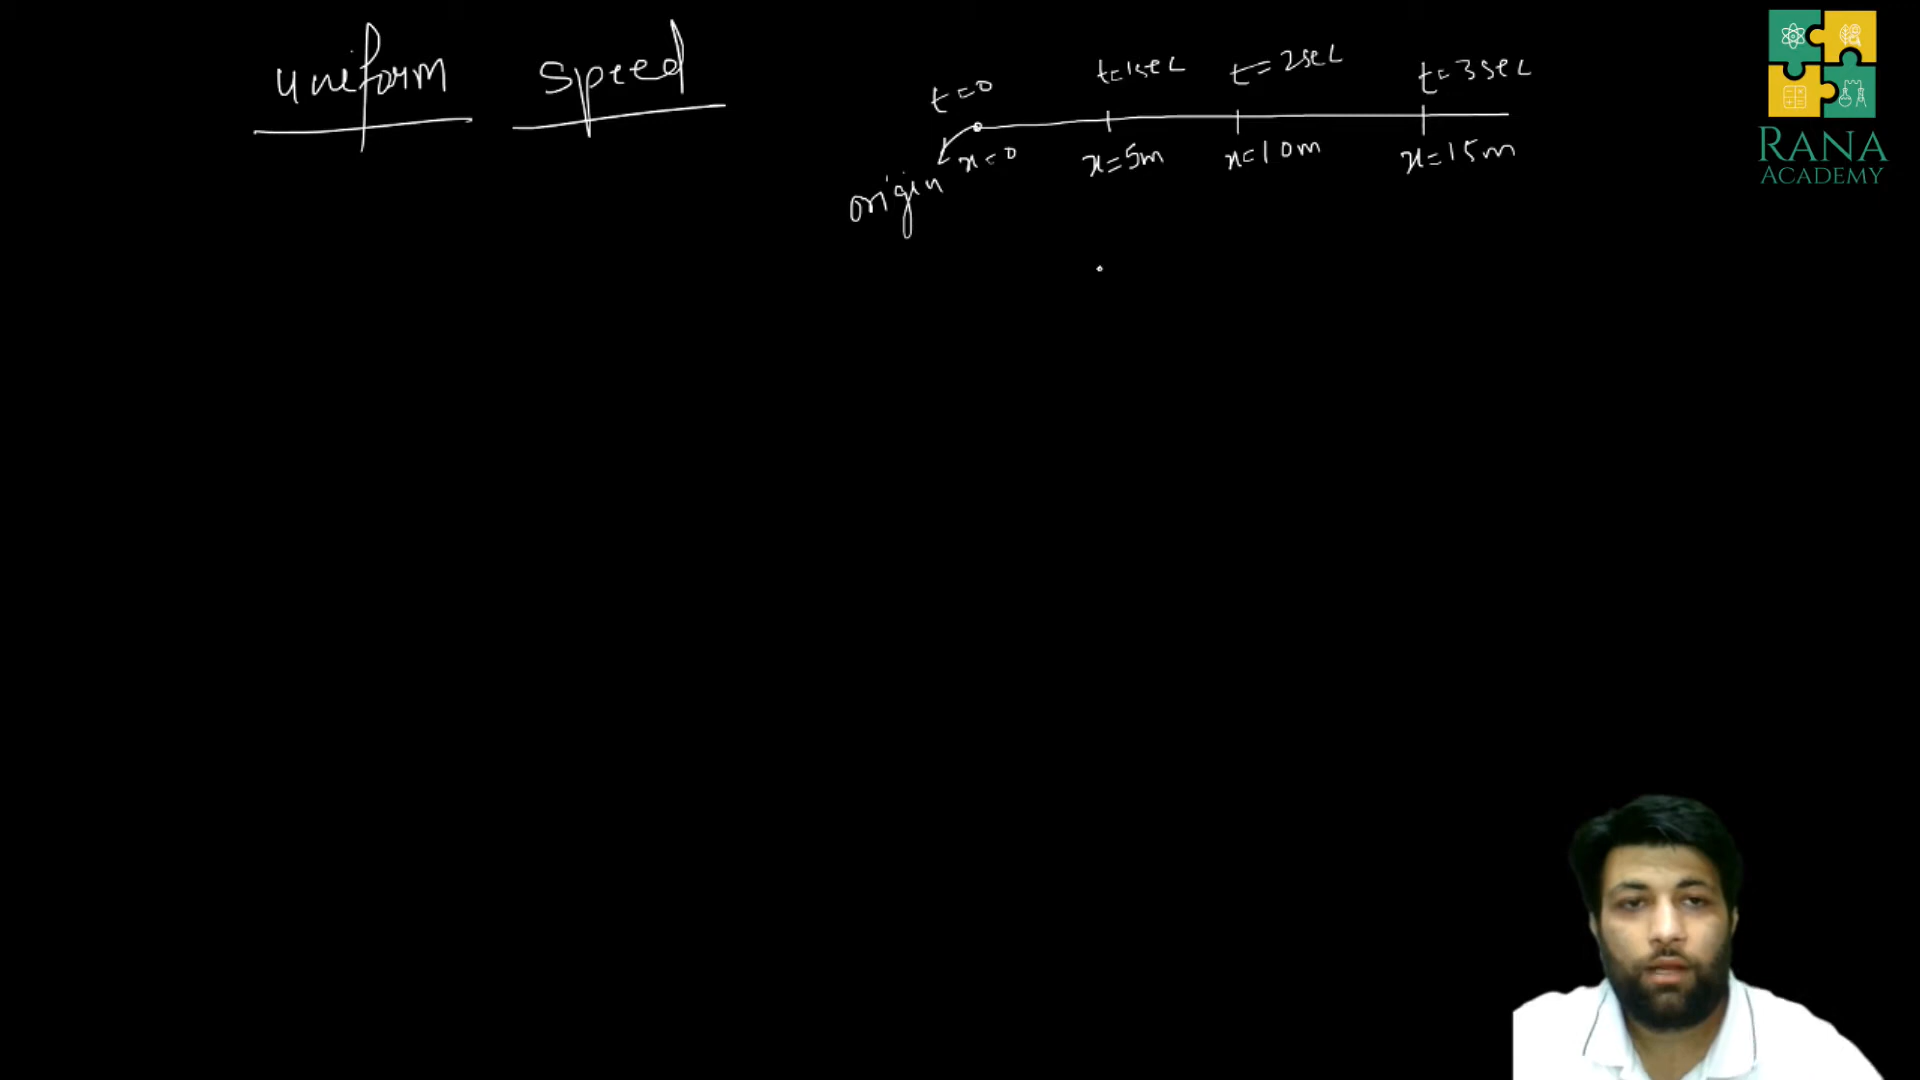 uniform speed
t=0 t=1sec t=2sec t=3sec
x=0 x=5m x=10m x=15m
origin
RANA
ACADEMY